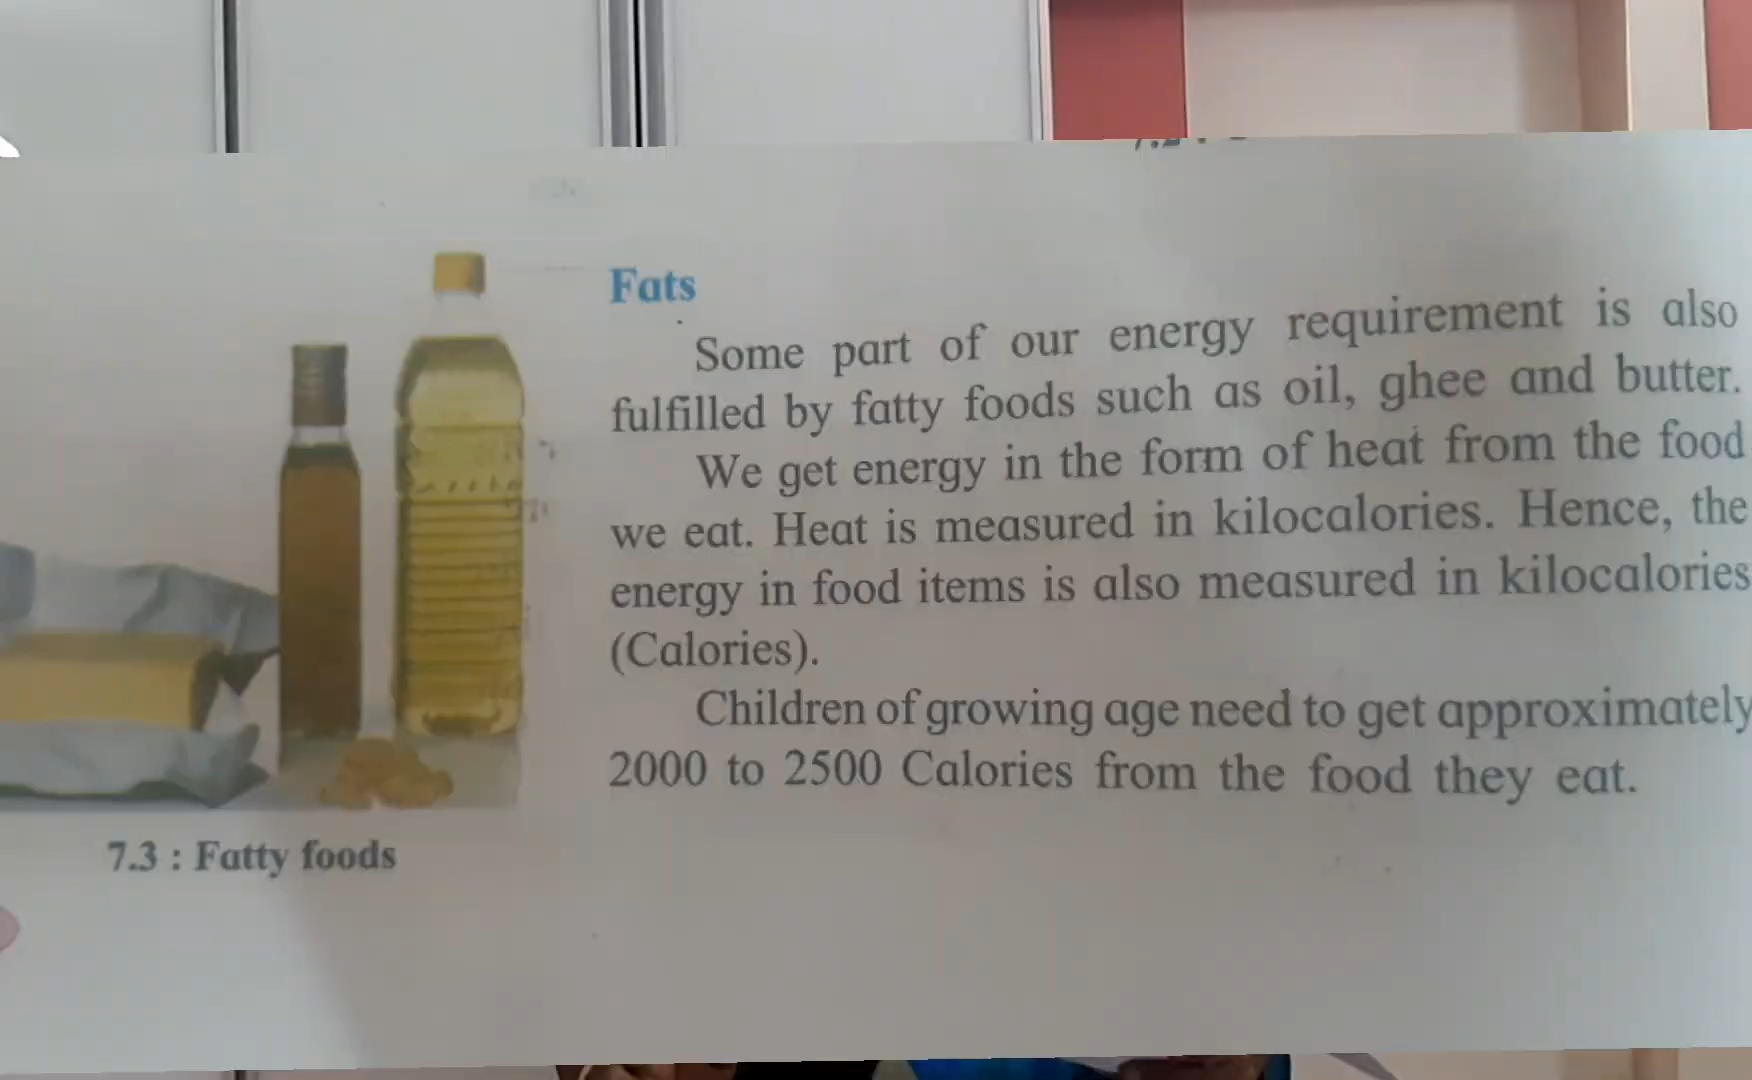 Fats
Some part of our energy requirement is also
fulfilled by fatty foods such as oil, ghee and butter.
We get energy in the form of heat from the food
we eat. Heat is measured in kilocalories. Hence, the
energy in food items is also measured in kilocalories
(Calories).
Children of growing age need to get approximately
2000 to 2500 Calories from the food they eat.
7.3 : Fatty foods